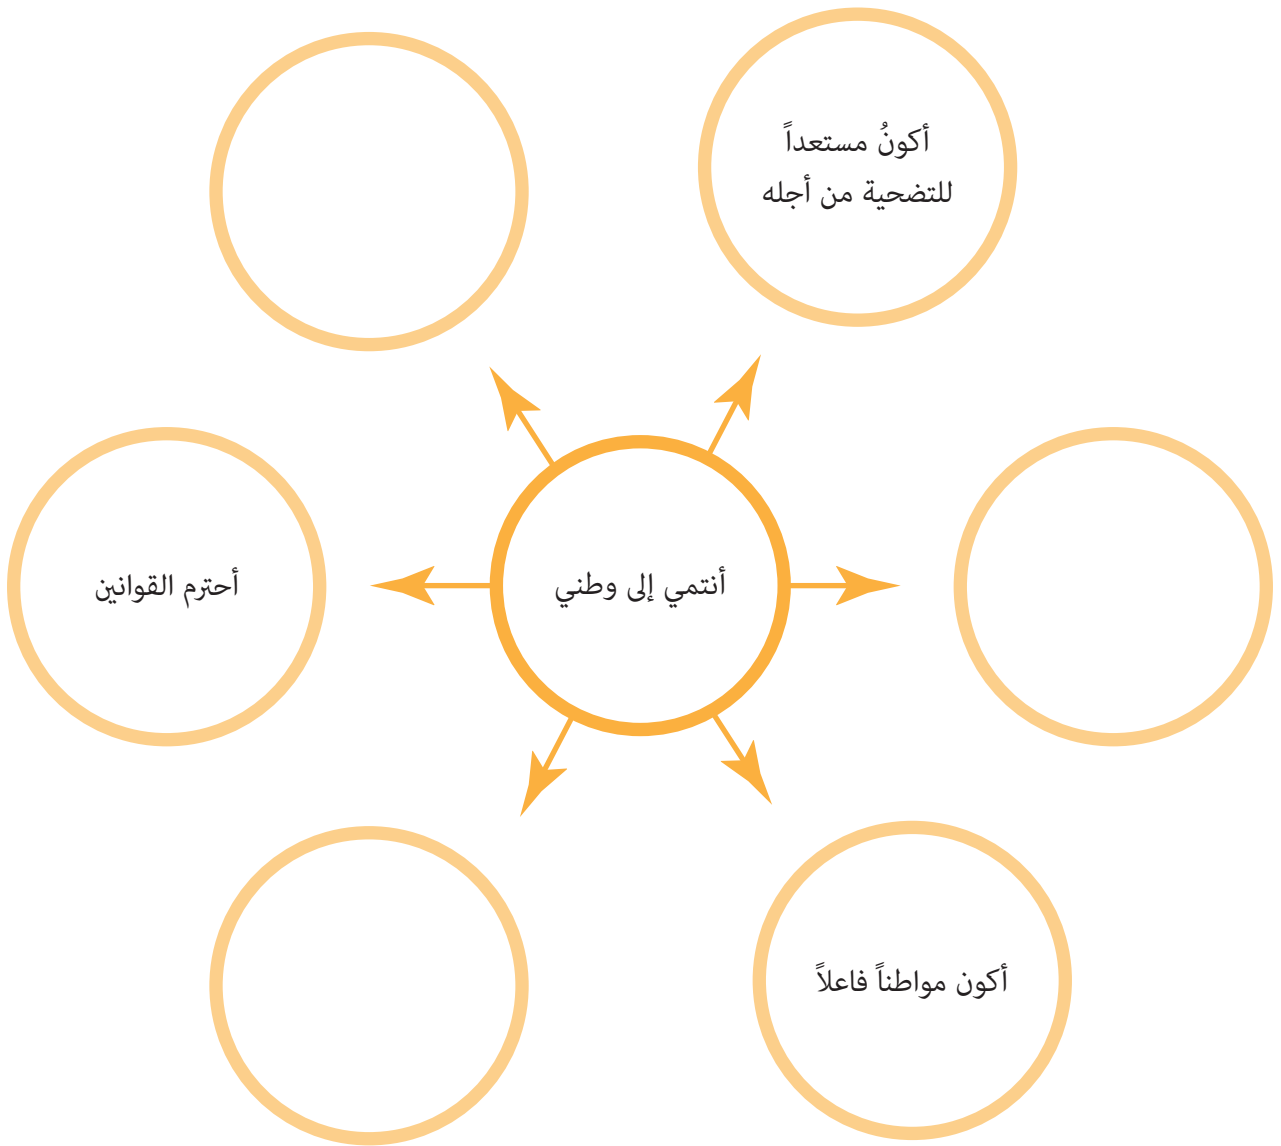 أكونُ مستعداً
للتضحية من أجله
أنتمي إلى وطني
أحترم القوانين
أكون مواطناً فاعلاً